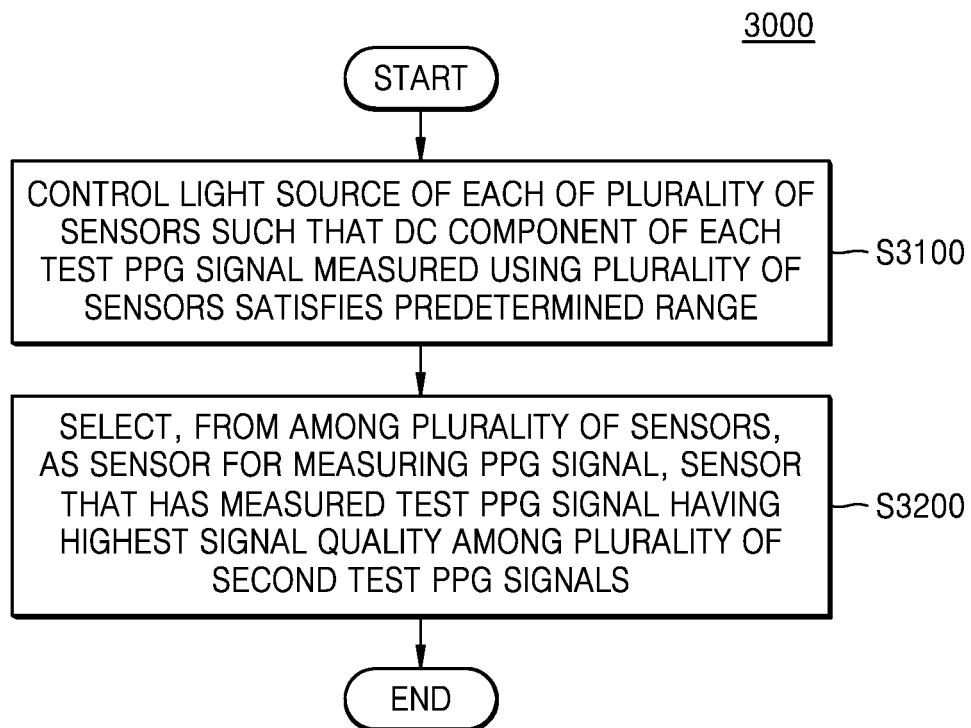 3000
START
CONTROL LIGHT SOURCE OF EACH OF PLURALITY OF
SENSORS SUCH THAT DC COMPONENT OF EACH
TEST PPG SIGNAL MEASURED USING PLURALITY OF
SENSORS SATISFIES PREDETERMINED RANGE
S3100
SELECT, FROM AMONG PLURALITY OF SENSORS,
AS SENSOR FOR MEASURING PPG SIGNAL, SENSOR
THAT HAS MEASURED TEST PPG SIGNAL HAVING
HIGHEST SIGNAL QUALITY AMONG PLURALITY OF
SECOND TEST PPG SIGNALS
S3200
END